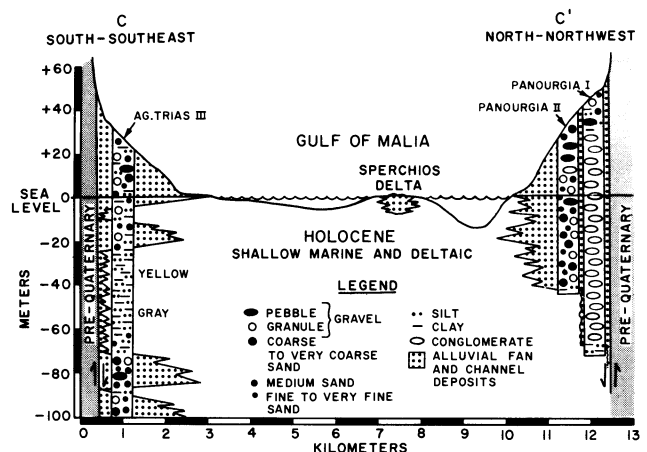 C
SOUTH-SOUTHEAST
C'
NORTH-NORTHWEST
+60
+40
+20
SEA LEVEL 0
-20
-40
-60
-80
-100
METERS
PRE-QUATERNARY
AG. TRIAS III
PANOURGIA I
PANOURGIA II
GULF OF MALIA
SPERCHIOS
DELTA
HOLOCENE
SHALLOW MARINE AND DELTAIC
YELLOW
GRAY
LEGEND
PEBBLE
GRANULE
GRAVEL
COARSE
TO VERY COARSE
SAND
MEDIUM SAND
FINE TO VERY FINE
SAND
SILT
CLAY
CONGLOMERATE
ALLUVIAL FAN
AND CHANNEL
DEPOSITS
PRE-QUATERNARY
0 1 2 3 4 5 6 7 8 9 10 11 12 13
KILOMETERS